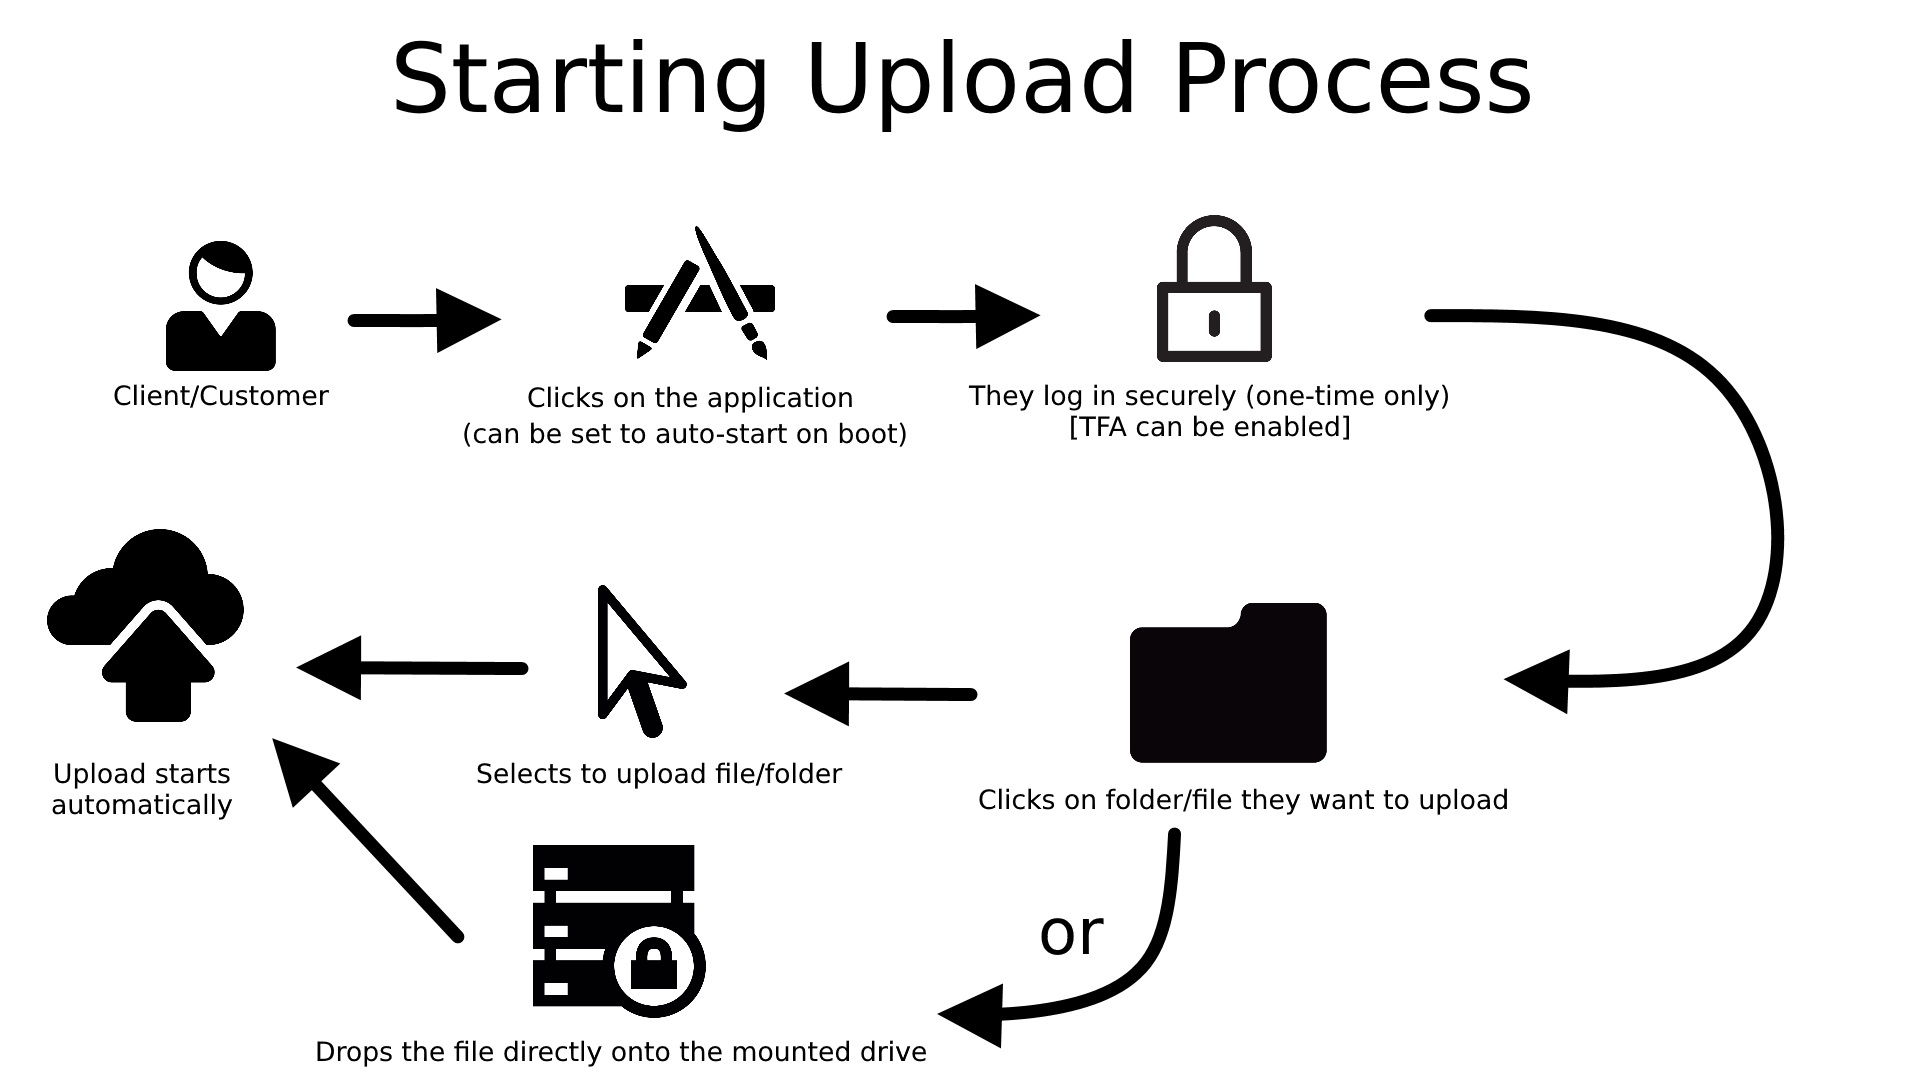 Starting Upload Process
Client/Customer
Clicks on the application
(can be set to auto-start on boot)
They log in securely (one-time only)
[TFA can be enabled]
Clicks on folder/file they want to upload
Selects to upload file/folder
Upload starts
automatically
or
Drops the file directly onto the mounted drive